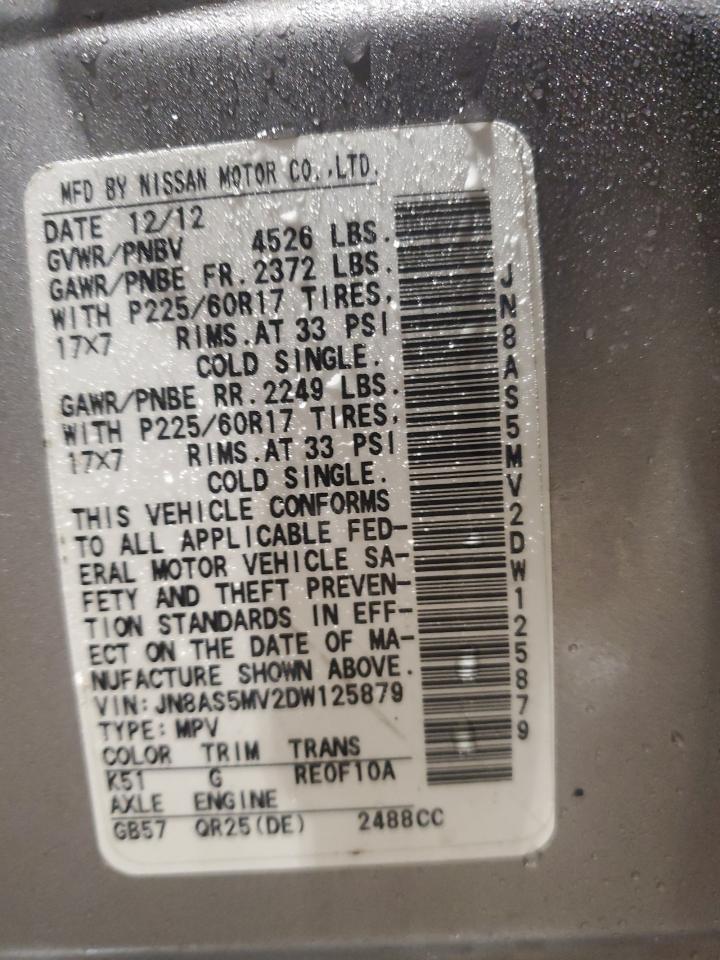 MFD BY NISSAN MOTOR CO.,LTD.
DATE 12/12
GVWR/PNBV 4526 LBS.
GAWR/PNBE FR. 2372 LBS.
WITH P225/60R17 TIRES,
17X7 RIMS.AT 33 PSI
COLD SINGLE.
GAWR/PNBE RR. 2249 LBS.
WITH P225/60R17 TIRES,
17X7 RIMS.AT 33 PSI
COLD SINGLE.
THIS VEHICLE CONFORMS
TO ALL APPLICABLE FED-
ERAL MOTOR VEHICLE SA-
FETY AND THEFT PREVEN-
TION STANDARDS IN EFF-
ECT ON THE DATE OF MA-
NUFACTURE SHOWN ABOVE.
VIN: JN8AS5MV2DW125879
TYPE: MPV
COLOR TRIM TRANS
K51 G RE0F10A
AXLE ENGINE
GB57 QR25(DE) 2488CC
JN8AS5MV2DW125879